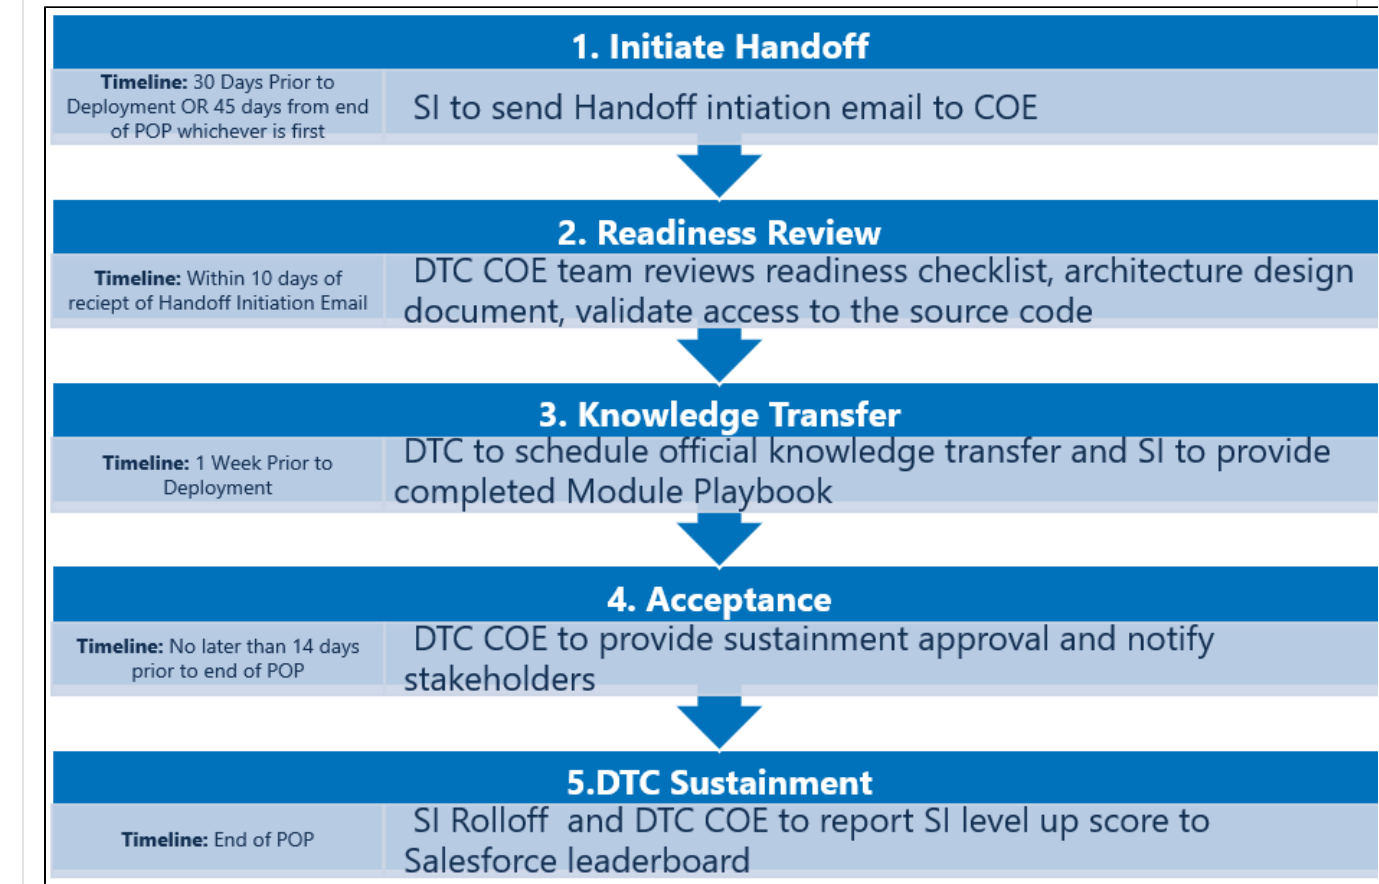 1. Initiate Handoff
Timeline: 30 Days Prior to
Deployment OR 45 days from end
of POP whichever is first
SI to send Handoff intiation email to COE
2. Readiness Review
Timeline: Within 10 days of
reciept of Handoff Initiation Email
DTC COE team reviews readiness checklist, architecture design
document, validate access to the source code
3. Knowledge Transfer
Timeline: 1 Week Prior to
Deployment
DTC to schedule official knowledge transfer and SI to provide
completed Module Playbook
4. Acceptance
Timeline: No later than 14 days
prior to end of POP
DTC COE to provide sustainment approval and notify
stakeholders
5.DTC Sustainment
Timeline: End of POP
SI Rolloff and DTC COE to report SI level up score to
Salesforce leaderboard